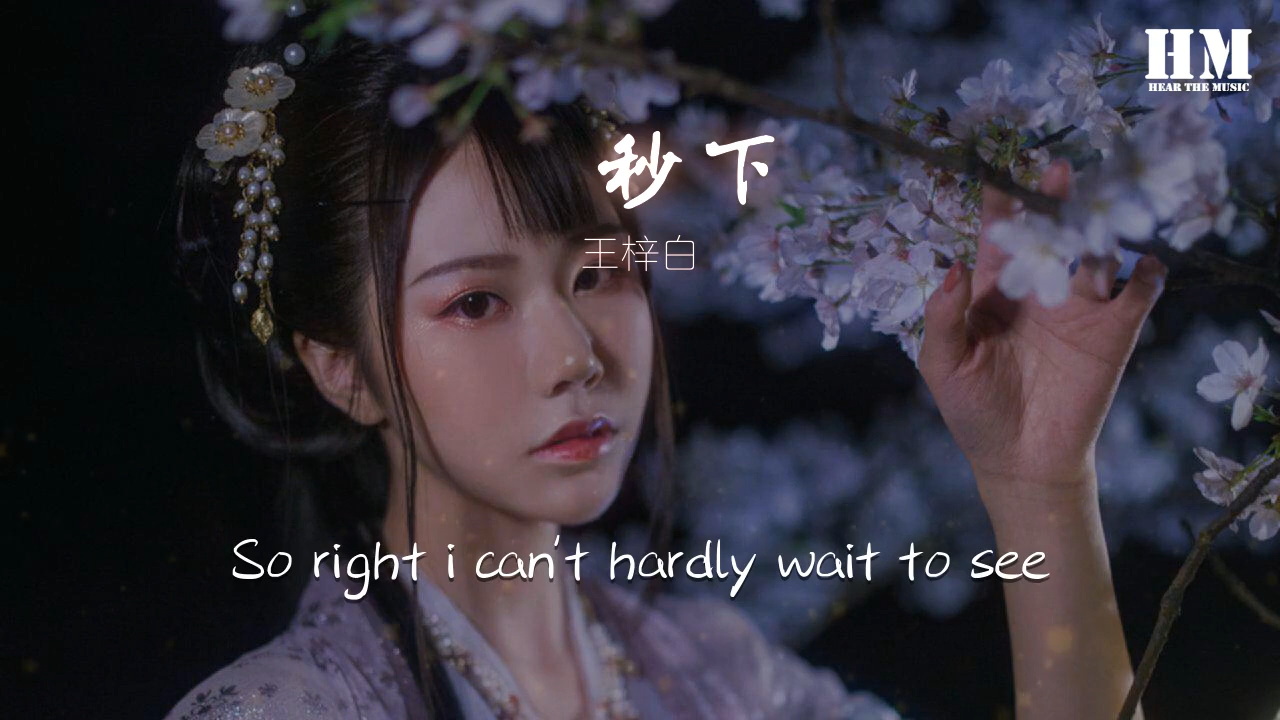 HM
HEAR THE MUSIC
秒下
王梓白
So right i can't hardly wait to see